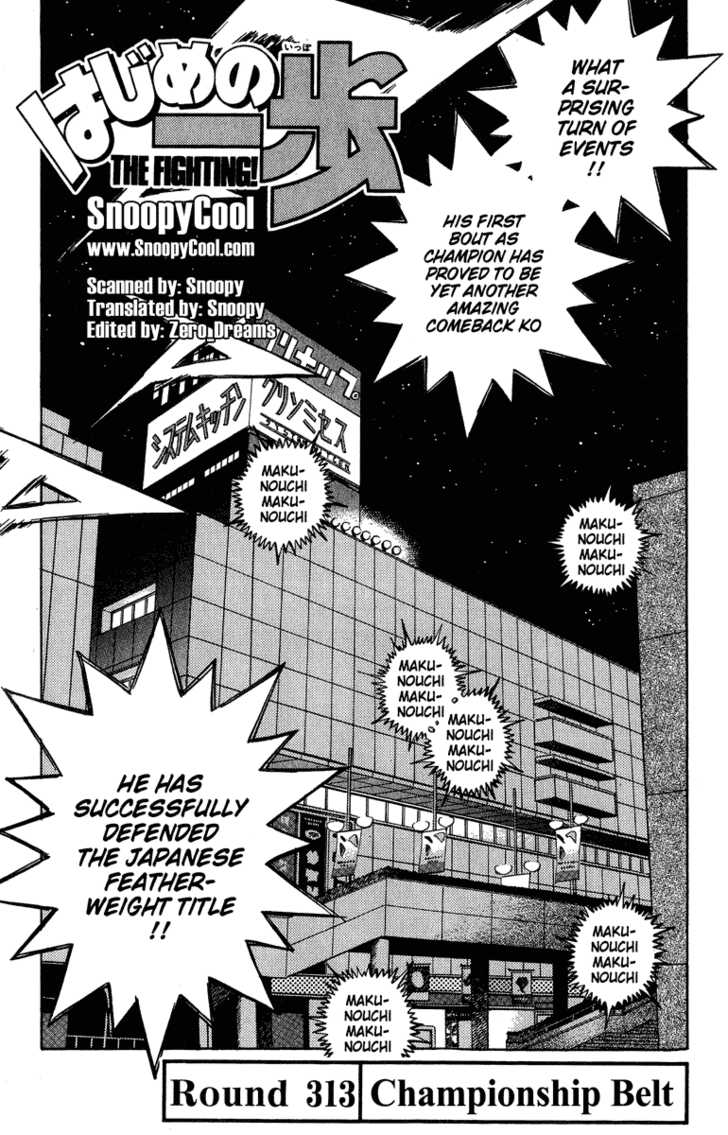 はじめの一歩
いっぽ
THE FIGHTING!
SnoopyCool
www.SnoopyCool.com
Scanned by: Snoopy
Translated by: Snoopy
Edited by: Zero_Dreams
WHAT
A SUR-
PRISING
TURN OF
EVENTS
!!
HIS FIRST
BOUT AS
CHAMPION HAS
PROVED TO BE
YET ANOTHER
AMAZING
COMEBACK KO
クリナップ
システムキッチン
クリンミセス
MAKU-
NOUCHI
MAKU-
NOUCHI
MAKU-
NOUCHI
MAKU-
NOUCHI
MAKU-
NOUCHI
MAKU-
NOUCHI
MAKU-
NOUCHI
MAKU-
NOUCHI
HE HAS
SUCCESSFULLY
DEFENDED
THE JAPANESE
FEATHER-
WEIGHT TITLE
!!
MAKU-
NOUCHI
MAKU-
NOUCHI
MAKU-
NOUCHI
MAKU-
NOUCHI
Round 313
Championship Belt